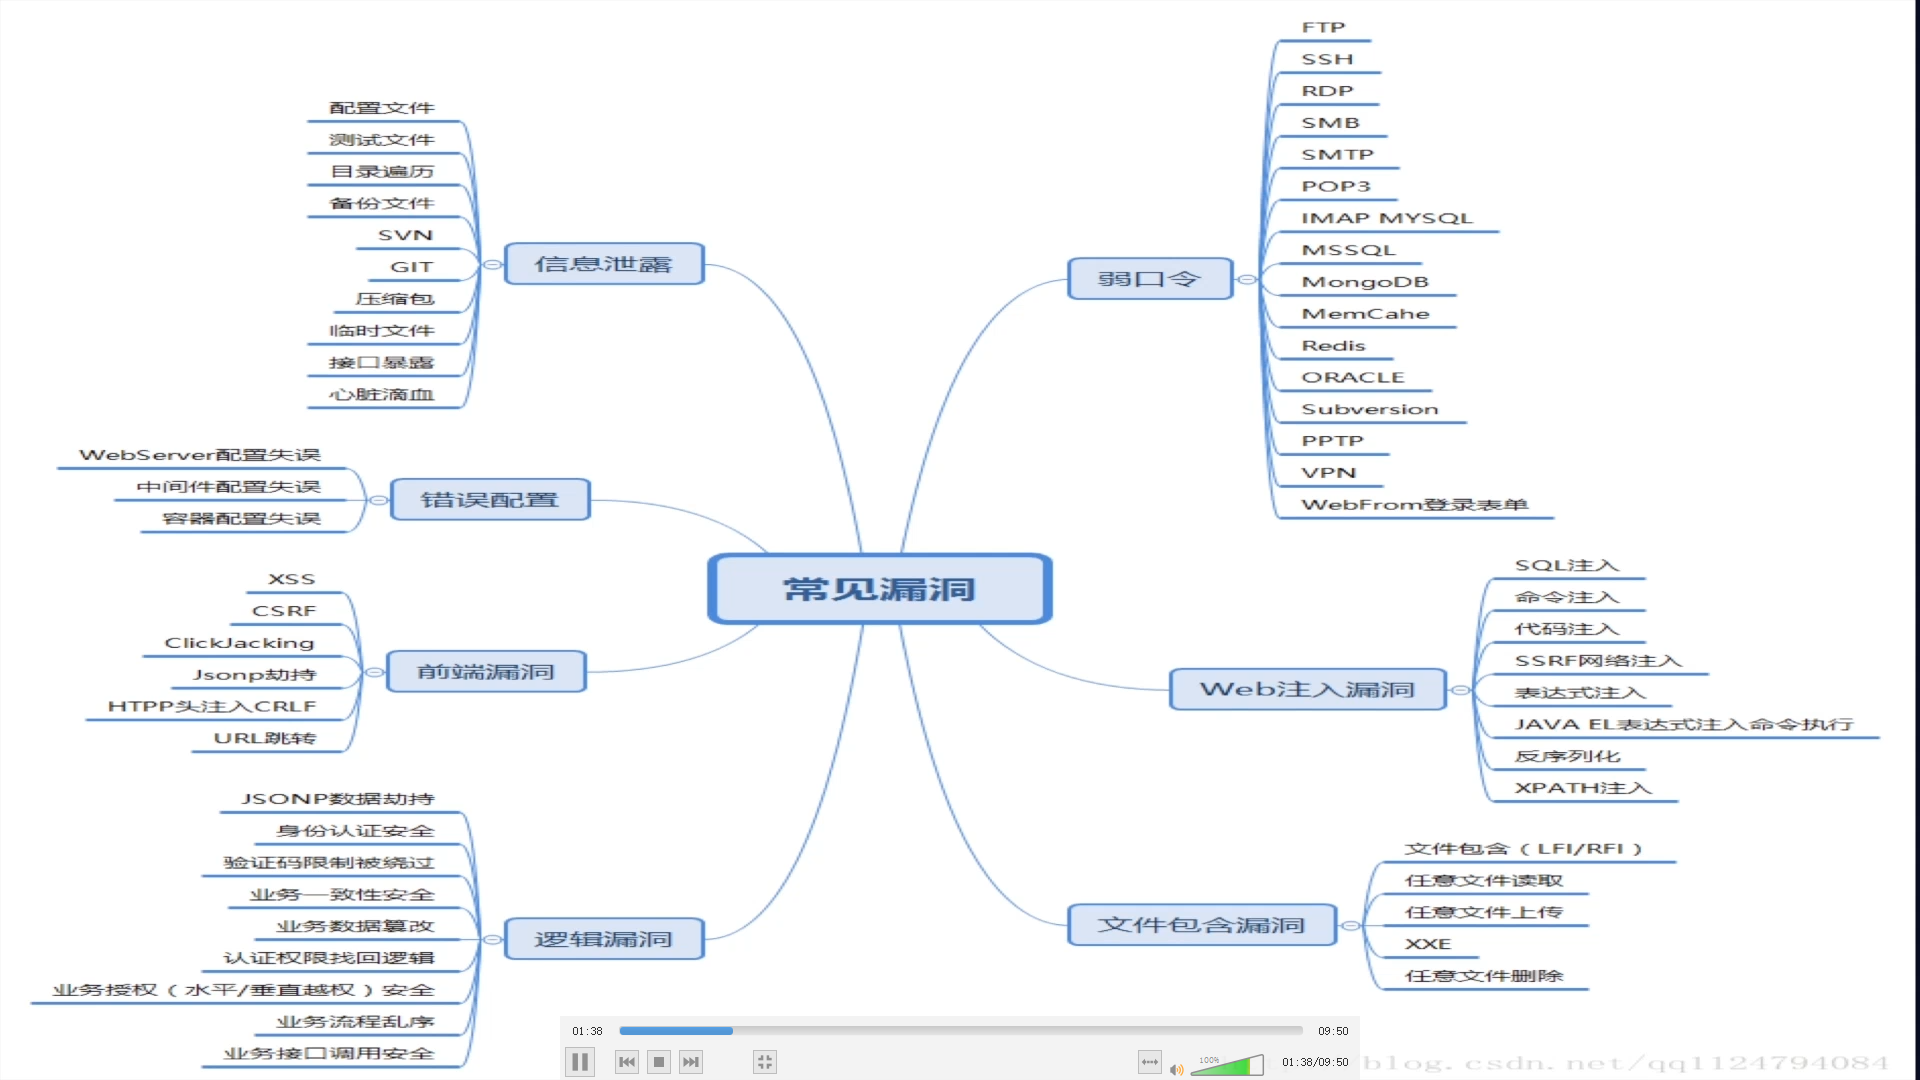 常见漏洞
信息泄露
配置文件
测试文件
目录遍历
备份文件
SVN
GIT
压缩包
临时文件
接口暴露
心脏滴血
错误配置
WebServer配置失误
中间件配置失误
容器配置失误
前端漏洞
XSS
CSRF
ClickJacking
Jsonp劫持
HTPP头注入CRLF
URL跳转
逻辑漏洞
JSONP数据劫持
身份认证安全
验证码限制被绕过
业务一致性安全
业务数据篡改
认证权限找回逻辑
业务授权（水平/垂直越权）安全
业务流程乱序
业务接口调用安全
弱口令
FTP
SSH
RDP
SMB
SMTP
POP3
IMAP MYSQL
MSSQL
MongoDB
MemCahe
Redis
ORACLE
Subversion
PPTP
VPN
WebFrom登录表单
Web注入漏洞
SQL注入
命令注入
代码注入
SSRF网络注入
表达式注入
JAVA EL表达式注入命令执行
反序列化
XPATH注入
文件包含漏洞
文件包含（LFI/RFI）
任意文件读取
任意文件上传
XXE
任意文件删除
01:38
09:50
100%
01:38/09:50
blog.csdn.net/qq1124794084